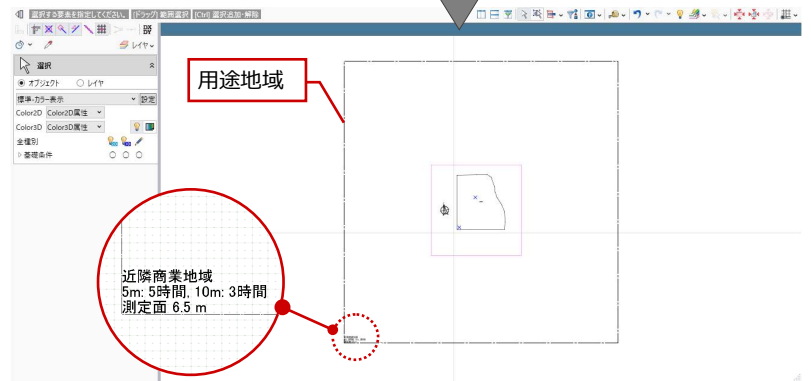 選択する要素を指定してください。 [ドラッグ] 範囲選択 [Ctrl] 選択追加・解除
レイヤ
選択
オブジェクト レイヤ
標準-カラー表示 設定
Color2D Color2D属性
Color3D Color3D属性
全種別
基礎条件
用途地域
近隣商業地域
5m: 5時間, 10m: 3時間
測定面 6.5 m